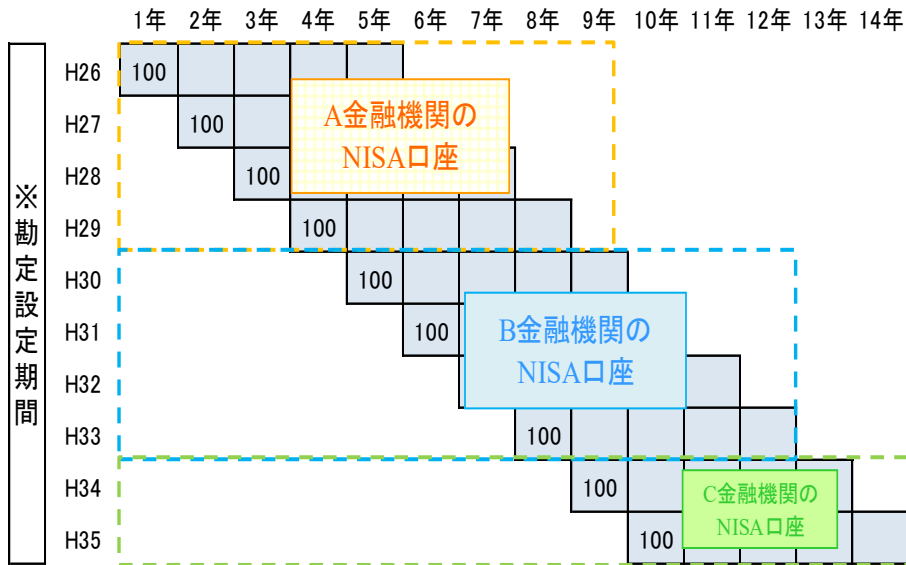 1年 2年 3年 4年 5年 6年 7年 8年 9年 10年 11年 12年 13年 14年
※勘定設定期間
H26 100
H27 100
H28 100
H29 100
A金融機関の
NISA口座
H30 100
H31 100
H32
H33 100
B金融機関の
NISA口座
H34 100
H35 100
C金融機関の
NISA口座